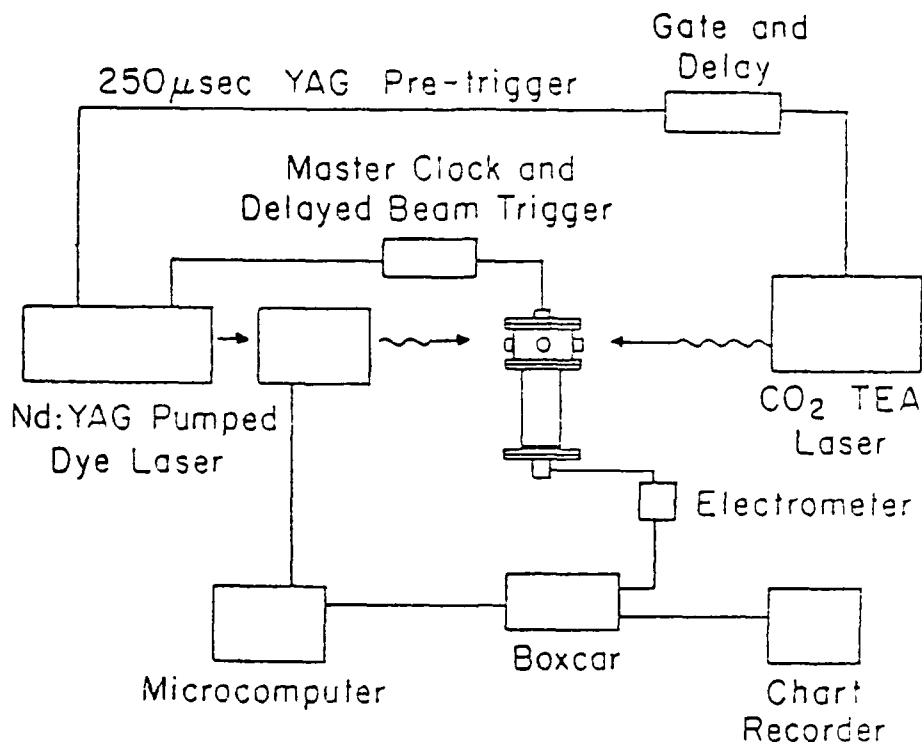 Gate and
Delay
250μsec YAG Pre-trigger
Master Clock and
Delayed Beam Trigger
Nd:YAG Pumped
Dye Laser
CO₂ TEA
Laser
Electrometer
Boxcar
Microcomputer
Chart
Recorder